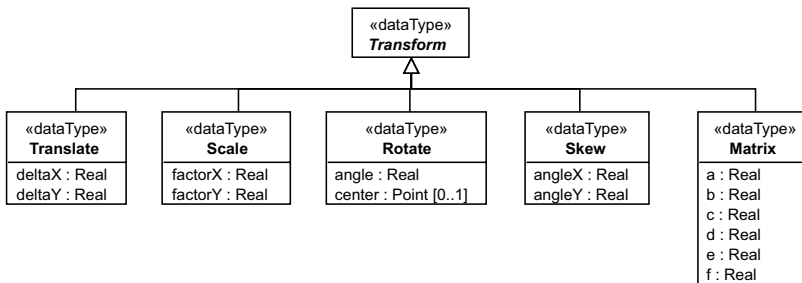 «dataType»
Transform
«dataType»
Translate
deltaX : Real
deltaY : Real
«dataType»
Scale
factorX : Real
factorY : Real
«dataType»
Rotate
angle : Real
center : Point [0..1]
«dataType»
Skew
angleX : Real
angleY : Real
«dataType»
Matrix
a : Real
b : Real
c : Real
d : Real
e : Real
f : Real